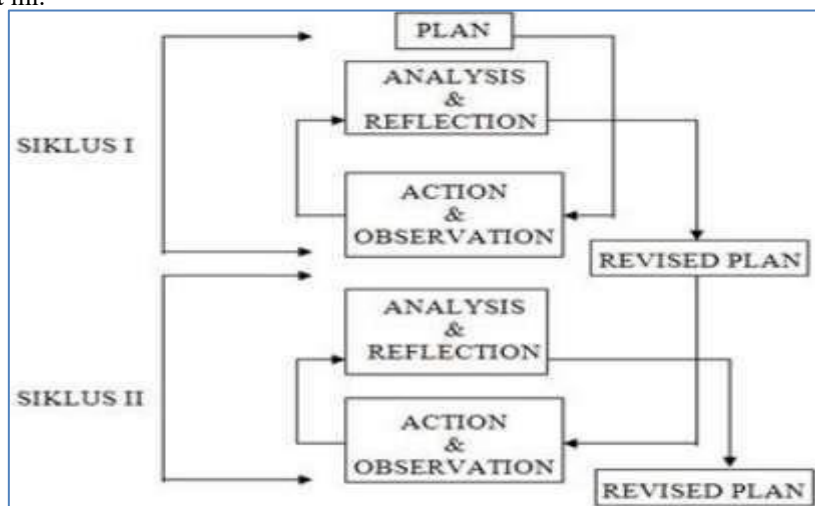 PLAN
ANALYSIS
&
REFLECTION
SIKLUS I
ACTION
&
OBSERVATION
REVISED PLAN
ANALYSIS
&
REFLECTION
SIKLUS II
ACTION
&
OBSERVATION
REVISED PLAN